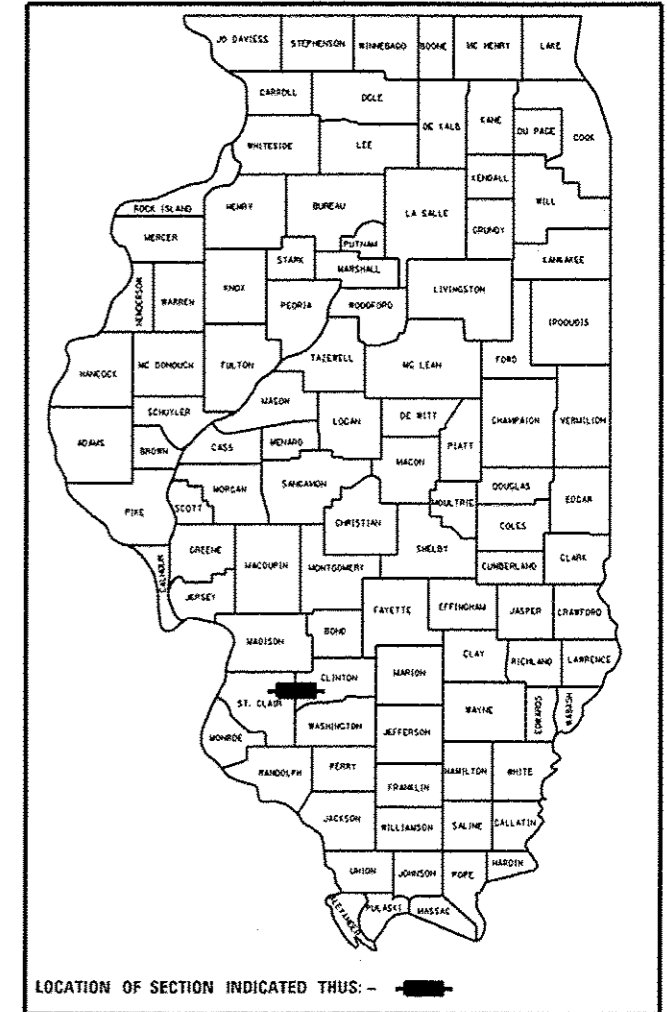 JO DAVIESS STEPHENSON WINNEBAGO BOONE MC HENRY LAKE
CARROLL OGLE DE KALB KANE DU PAGE COOK
WHITESIDE LEE KENDALL WILL
ROCK ISLAND HENRY BUREAU LA SALLE GRUNDY
MERCER PUTNAM KANKAKEE
STARK MARSHALL
HENDERSON WARREN KNOX PEORIA WOODFORD LIVINGSTON IROQUOIS
HANCOCK MC DONOUGH FULTON TAZEWELL MC LEAN FORD
SCHUYLER MASON LOGAN DE WITT CHAMPAIGN VERMILION
ADAMS BROWN CASS MENARD MACON PIATT
PIKE SCOTT MORGAN SANGAMON CHRISTIAN MOULTRIE DOUGLAS EDGAR
COLES
CALHOUN GREENE MACOUPIN MONTGOMERY SHELBY CUMBERLAND CLARK
JERSEY FAYETTE EFFINGHAM JASPER CRAWFORD
MADISON BOND CLAY RICHLAND LAWRENCE
ST. CLAIR CLINTON MARION WAYNE EDWARDS WABASH
MONROE WASHINGTON JEFFERSON
RANDOLPH PERRY FRANKLIN HAMILTON WHITE
JACKSON WILLIAMSON SALINE GALLATIN
UNION JOHNSON POPE HARDIN
ALEXANDER PULASKI MASSAC
LOCATION OF SECTION INDICATED THUS: -